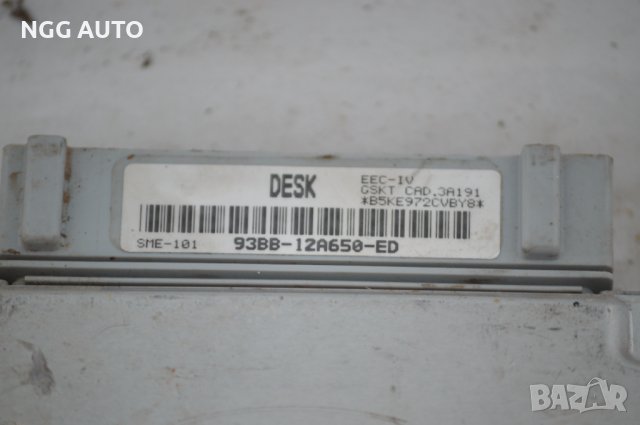 NGG AUTO
DESK
EEC-IV
GSKT CAD.3A191
*B5KE972CVBY8*
SME-101
93BB-12A650-ED
BAZAR